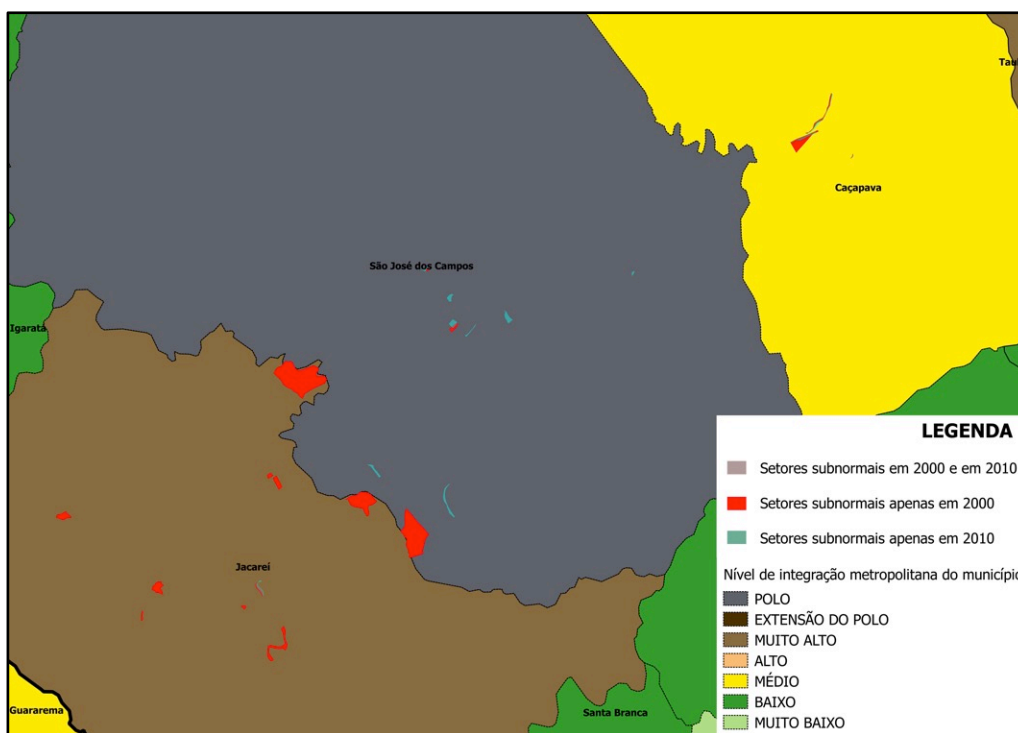 Tau
Caçapava
São José dos Campos
Igaratá
LEGENDA
Setores subnormais em 2000 e em 2010
Setores subnormais apenas em 2000
Setores subnormais apenas em 2010
Jacareí
Nível de integração metropolitana do município
POLO
EXTENSÃO DO POLO
MUITO ALTO
ALTO
MÉDIO
BAIXO
MUITO BAIXO
Guararema
Santa Branca